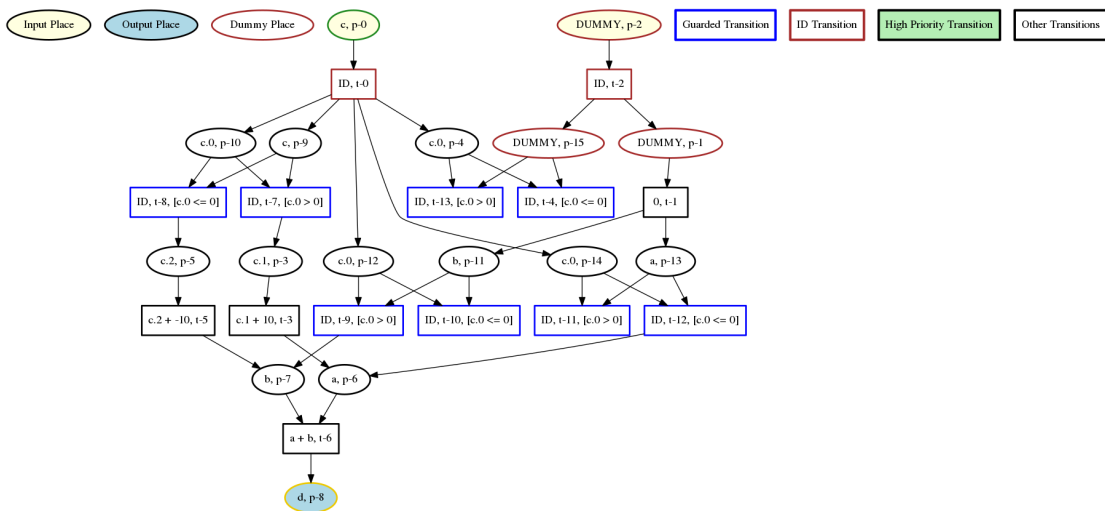 Input Place
Output Place
Dummy Place
c, p-0
DUMMY, p-2
Guarded Transition
ID Transition
High Priority Transition
Other Transitions
ID, t-0
ID, t-2
c.0, p-10
c, p-9
c.0, p-4
DUMMY, p-15
DUMMY, p-1
ID, t-8, [c.0 <= 0]
ID, t-7, [c.0 > 0]
ID, t-13, [c.0 > 0]
ID, t-4, [c.0 <= 0]
0, t-1
c.2, p-5
c.1, p-3
c.0, p-12
b, p-11
c.0, p-14
a, p-13
c.2 + -10, t-5
c.1 + 10, t-3
ID, t-9, [c.0 > 0]
ID, t-10, [c.0 <= 0]
ID, t-11, [c.0 > 0]
ID, t-12, [c.0 <= 0]
b, p-7
a, p-6
a + b, t-6
d, p-8